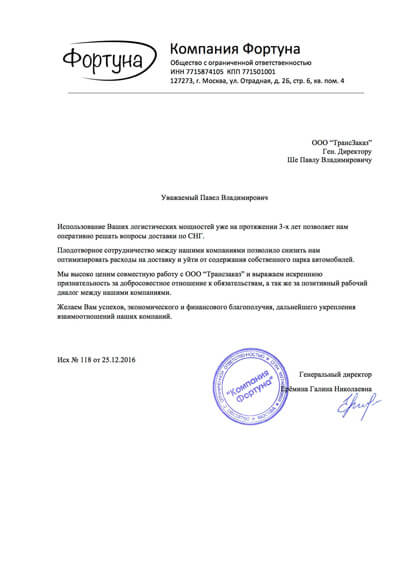 Фортуна
Компания Фортуна
Общество с ограниченной ответственностью
ИНН 7715874105 КПП 771501001
127273, г. Москва, ул. Отрадная, д. 2Б, стр. 6, кв. пом. 4
ООО "ТрансЗаказ"
Ген. Директору
Ше Павлу Владимировичу
Уважаемый Павел Владимирович
Использование Ваших логистических мощностей уже на протяжении 3-х лет позволяет нам
оперативно решать вопросы доставки по СНГ.
Плодотворное сотрудничество между нашими компаниями позволило снизить нам
оптимизировать расходы на доставку и уйти от содержания собственного парка автомобилей.
Мы высоко ценим совместную работу с ООО "Трансзаказ" и выражаем искреннюю
признательность за добросовестное отношение к обязательствам, а так же за позитивный рабочий
диалог между нашими компаниями.
Желаем Вам успехов, экономического и финансового благополучия, дальнейшего укрепления
взаимоотношений наших компаний.
Исх № 118 от 25.12.2016
Генеральный директор
Ерёмина Галина Николаевна
"Компания
Фортуна"
МОСКВА